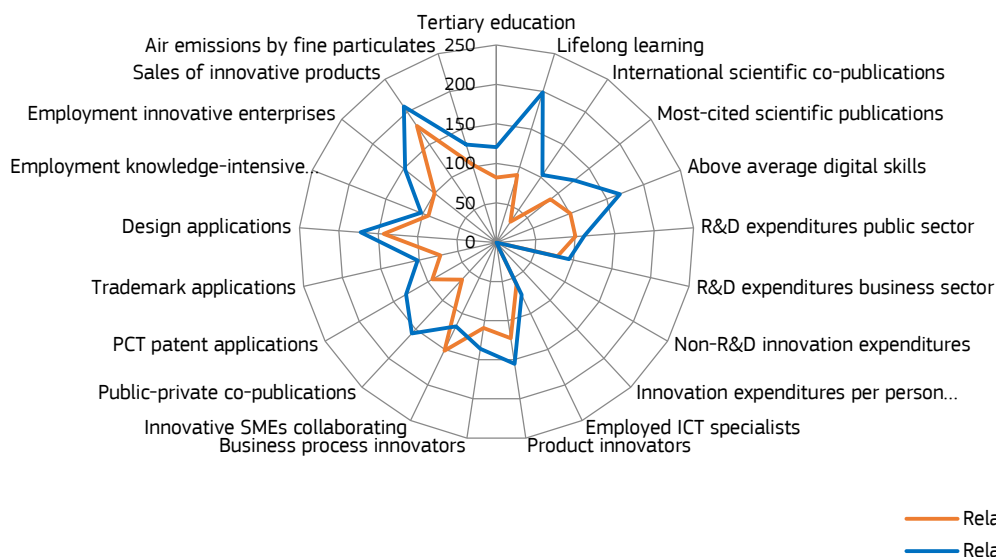 Tertiary education
Lifelong learning
International scientific co-publications
Most-cited scientific publications
Above average digital skills
R&D expenditures public sector
R&D expenditures business sector
Non-R&D innovation expenditures
Innovation expenditures per person...
Employed ICT specialists
Product innovators
Business process innovators
Innovative SMEs collaborating
Public-private co-publications
PCT patent applications
Trademark applications
Design applications
Employment knowledge-intensive...
Employment innovative enterprises
Sales of innovative products
Air emissions by fine particulates
250
200
150
100
50
0
Rela
Rela